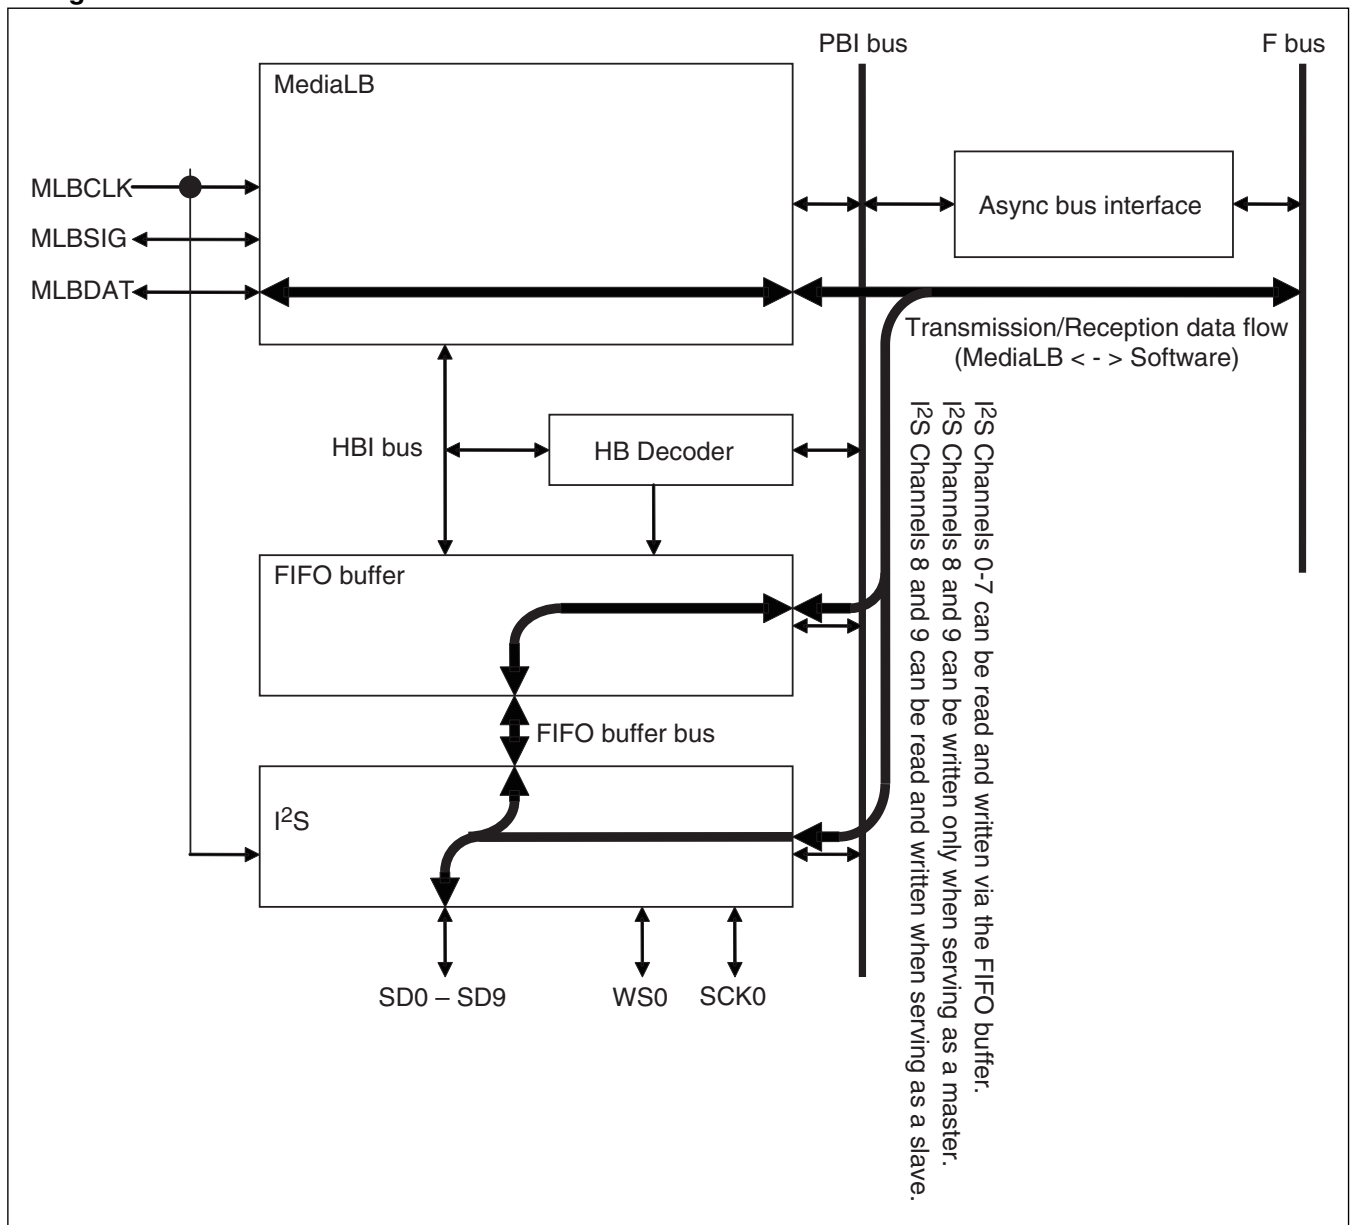 PBI bus
F bus
MediaLB
MLBCLK
Async bus interface
MLBSIG
MLBDAT
Transmission/Reception data flow
(MediaLB < - > Software)
I²S Channels 0-7 can be read and written via the FIFO buffer.
I²S Channels 8 and 9 can be written only when serving as a master.
I²S Channels 8 and 9 can be read and written when serving as a slave.
HBI bus
HB Decoder
FIFO buffer
FIFO buffer bus
I²S
SD0 – SD9
WS0
SCK0